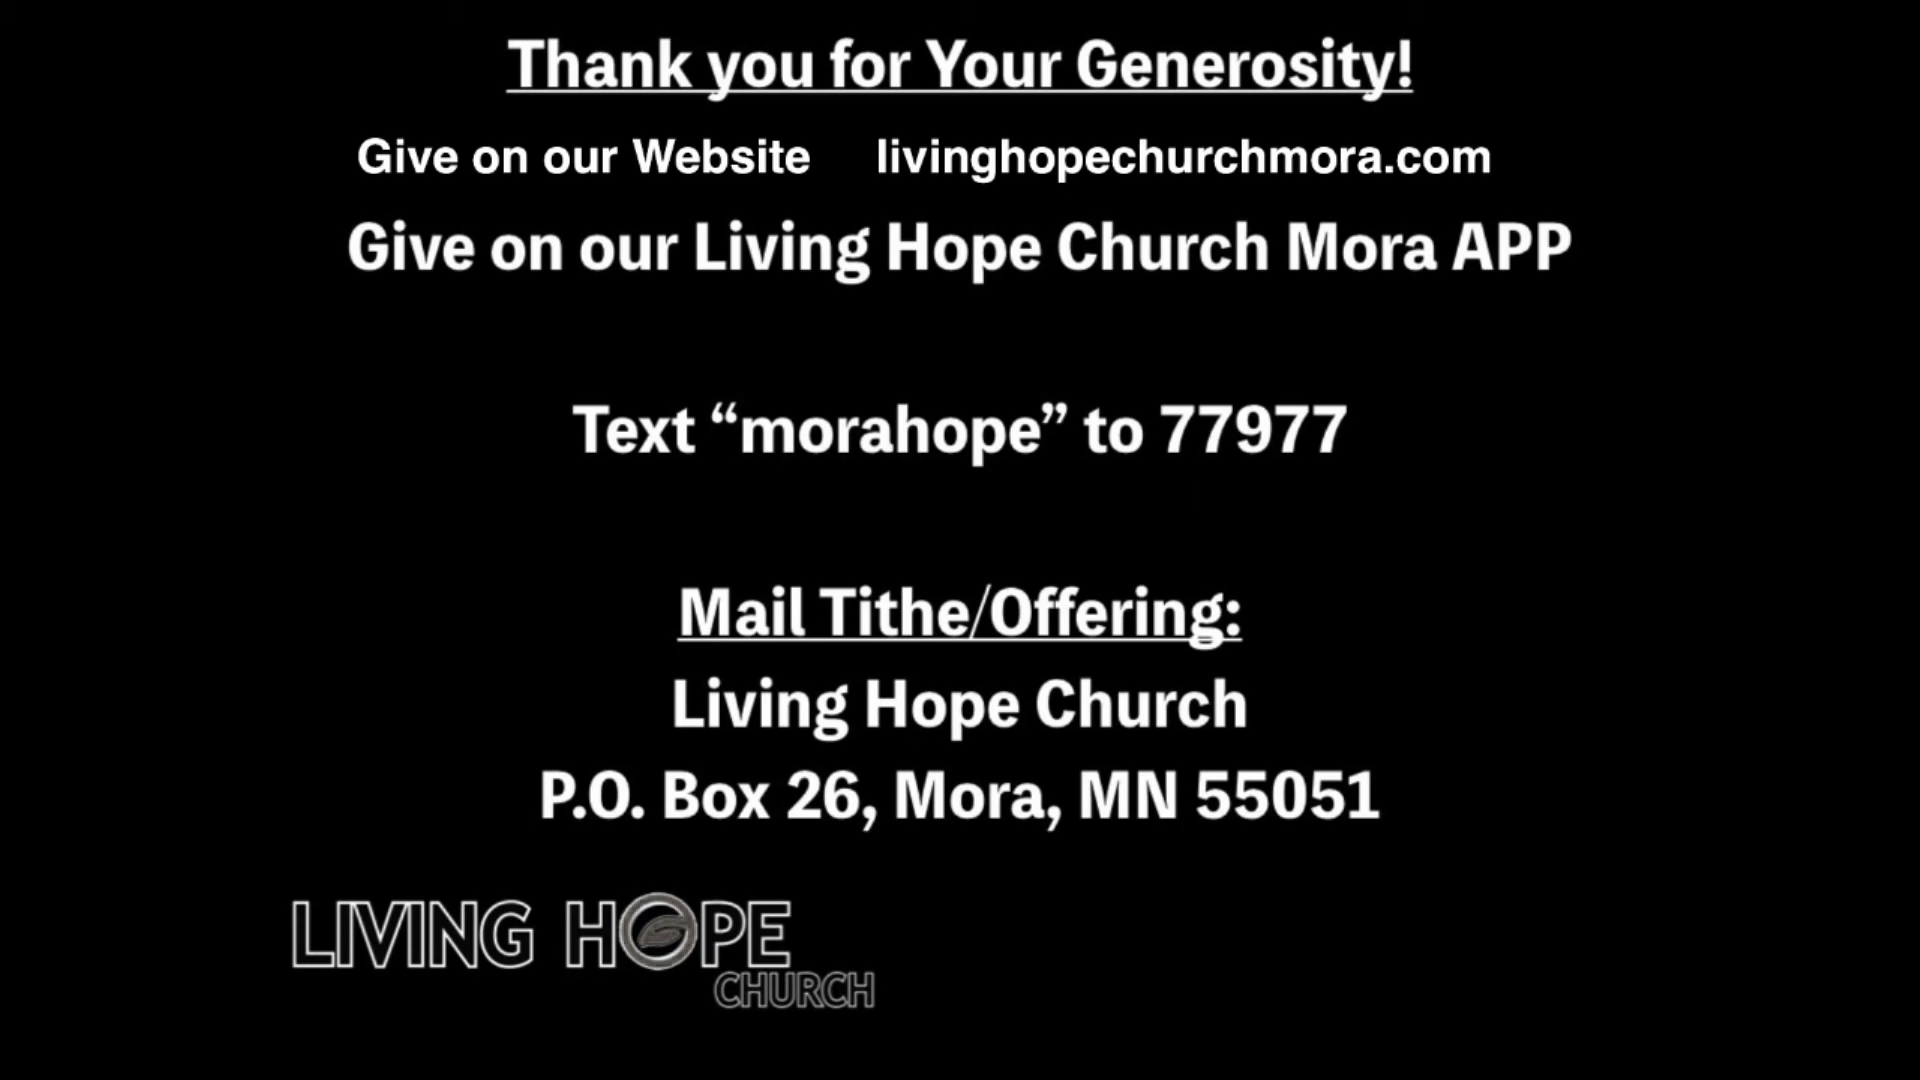 Thank you for Your Generosity!
Give on our Website livinghopechurchmora.com
Give on our Living Hope Church Mora APP
Text “morahope” to 77977
Mail Tithe/Offering:
Living Hope Church
P.O. Box 26, Mora, MN 55051
LIVING HOPE
CHURCH